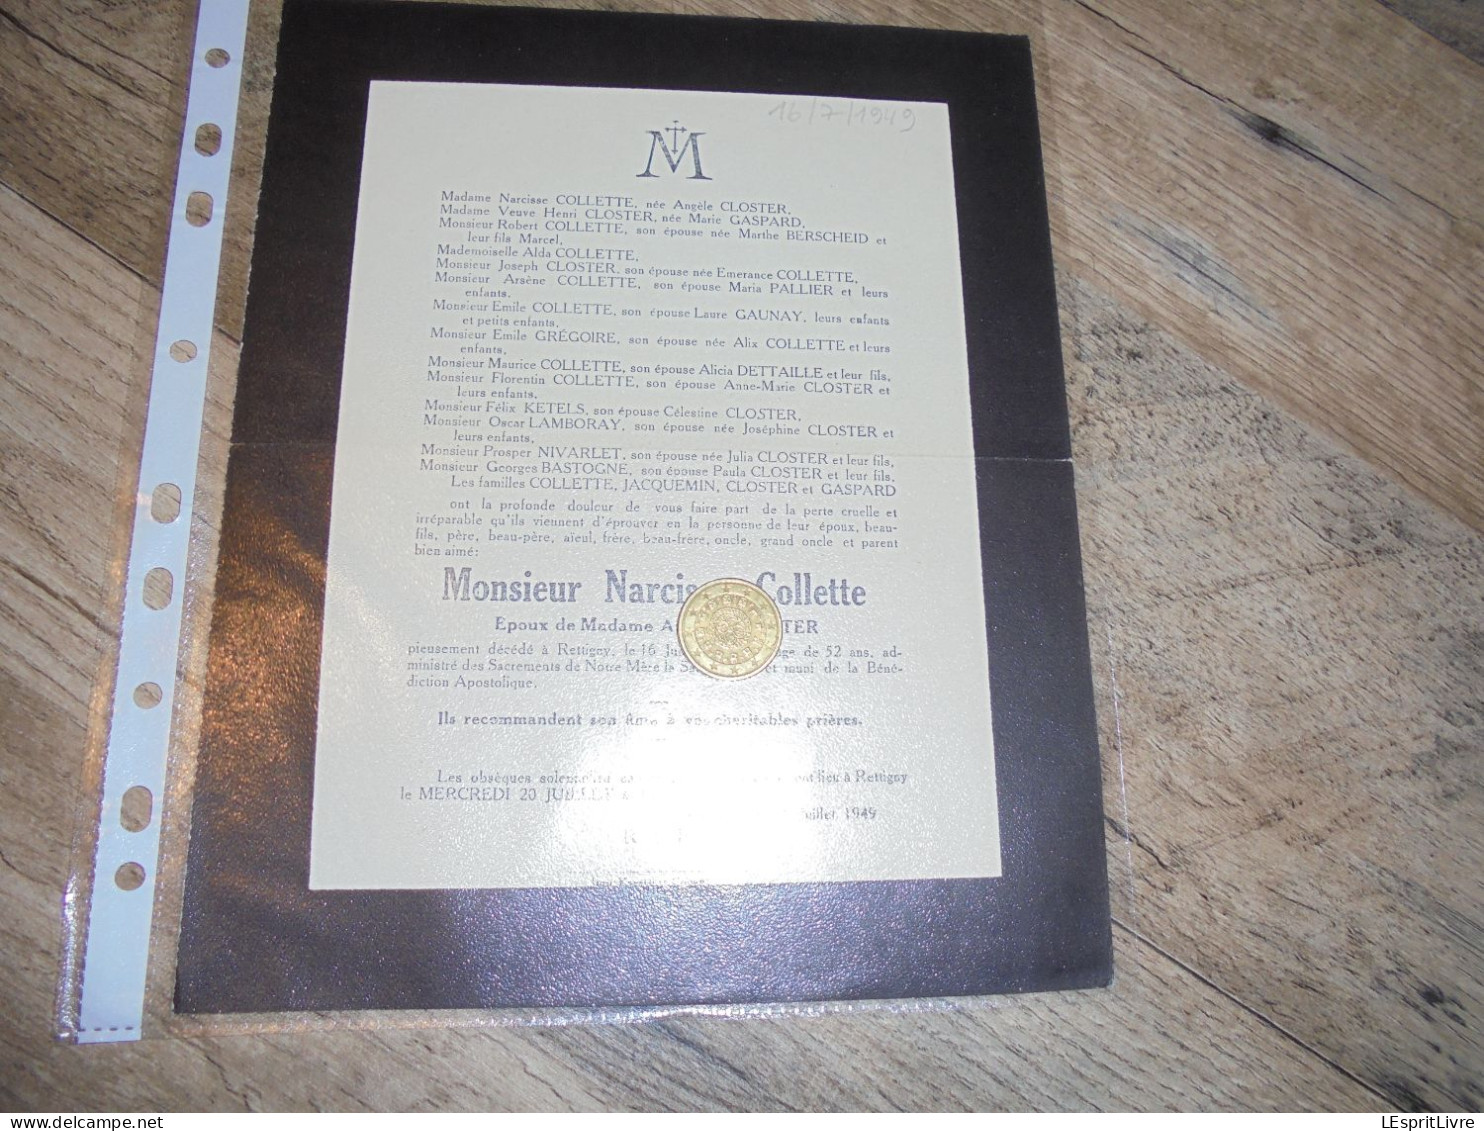 16/7/1949
M
Madame Narcisse COLLETTE, née Angèle CLOSTER,
Madame Veuve Henri CLOSTER, née Marie GASPARD,
Monsieur Robert COLLETTE, son épouse née Marthe BERSCHEID et
leur fils Marcel,
Mademoiselle Alda COLLETTE,
Monsieur Joseph CLOSTER, son épouse née Emerance COLLETTE,
Monsieur Arsène COLLETTE, son épouse Maria PALLIER et leurs
enfants,
Monsieur Emile COLLETTE, son épouse Laure GAUNAY, leurs enfants
et petits enfants,
Monsieur Emile GRÉGOIRE, son épouse née Alix COLLETTE et leurs
enfants,
Monsieur Maurice COLLETTE, son épouse Alicia DETTAILLE et leur fils,
Monsieur Florentin COLLETTE, son épouse Anne-Marie CLOSTER et
leurs enfants,
Monsieur Félix KETELS, son épouse Célestine CLOSTER,
Monsieur Oscar LAMBORAY, son épouse née Joséphine CLOSTER et
leurs enfants,
Monsieur Prosper NIVARLET, son épouse née Julia CLOSTER et leur fils,
Monsieur Georges BASTOGNE, son épouse Paula CLOSTER et leur fils,
Les familles COLLETTE, JACQUEMIN, CLOSTER et GASPARD
ont la profonde douleur de vous faire part de la perte cruelle et
irréparable qu'ils viennent d'éprouver en la personne de leur époux, beau-
fils, père, beau-père, aïeul, frère, beau-frère, oncle, grand oncle et parent
bien aimé:
Monsieur Narcis Collette
Epoux de Madame A TER
pieusement décédé à Rettigny, le 16 Ju de 52 ans, ad-
ministré des Sacrements de Notre Mère la Sa et muni de la Béné-
diction Apostolique.
Ils recommandent son âme à vos charitables prières.
Les obsèques solennelles ont lieu à Rettigny
le MERCREDI 20 JUILLET
juillet 1949
LEspritLivre